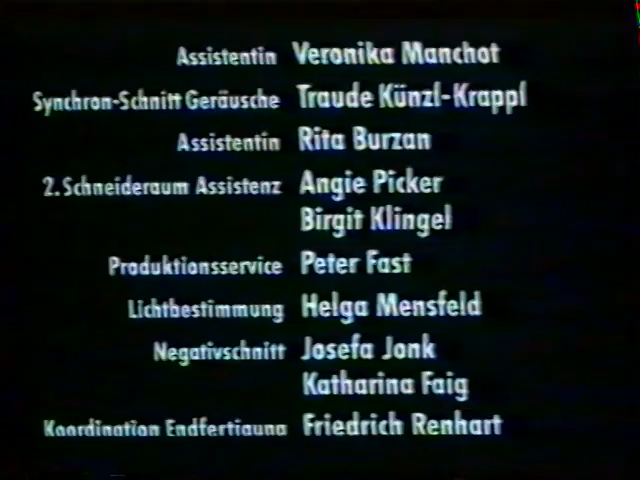 Assistentin Veronika Manchot
Synchron-Schnitt Geräusche Traude Künzl-Krappl
Assistentin Rita Burzan
2. Schneideraum Assistenz Angie Picker
Birgit Klingel
Produktionsservice Peter Fast
Lichtbestimmung Helga Mensfeld
Negativschnitt Josefa Jonk
Katharina Faig
Koordination Endfertigung Friedrich Renhart